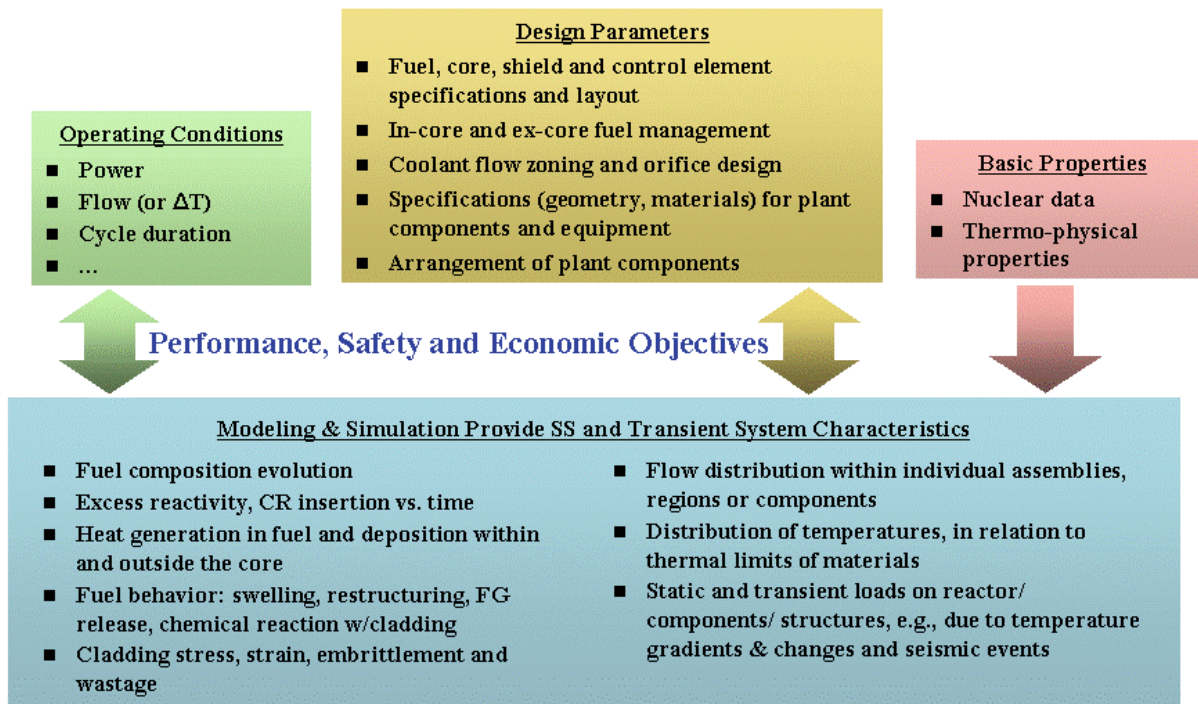 Design Parameters
■ Fuel, core, shield and control element
specifications and layout
■ In-core and ex-core fuel management
■ Coolant flow zoning and orifice design
■ Specifications (geometry, materials) for plant
components and equipment
■ Arrangement of plant components
Operating Conditions
■ Power
■ Flow (or ΔT)
■ Cycle duration
■ ...
Basic Properties
■ Nuclear data
■ Thermo-physical
properties
Performance, Safety and Economic Objectives
Modeling & Simulation Provide SS and Transient System Characteristics
■ Fuel composition evolution
■ Excess reactivity, CR insertion vs. time
■ Heat generation in fuel and deposition within
and outside the core
■ Fuel behavior: swelling, restructuring, FG
release, chemical reaction w/cladding
■ Cladding stress, strain, embrittlement and
wastage
■ Flow distribution within individual assemblies,
regions or components
■ Distribution of temperatures, in relation to
thermal limits of materials
■ Static and transient loads on reactor/
components/ structures, e.g., due to temperature
gradients & changes and seismic events